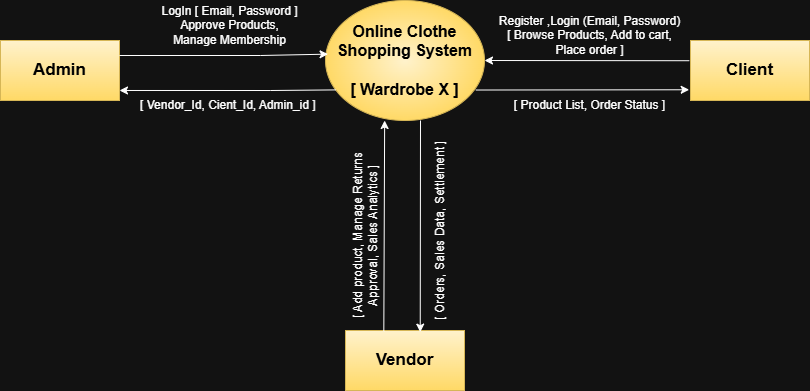 LogIn [ Email, Password ]
Approve Products,
Manage Membership
Admin
[ Vendor_Id, Cient_Id, Admin_id ]
Online Clothe
Shopping System
[ Wardrobe X ]
Register ,Login (Email, Password)
[ Browse Products, Add to cart,
Place order ]
Client
[ Product List, Order Status ]
[ Add product, Manage Returns
Approval, Sales Analytics ]
[ Orders, Sales Data, Settlement ]
Vendor